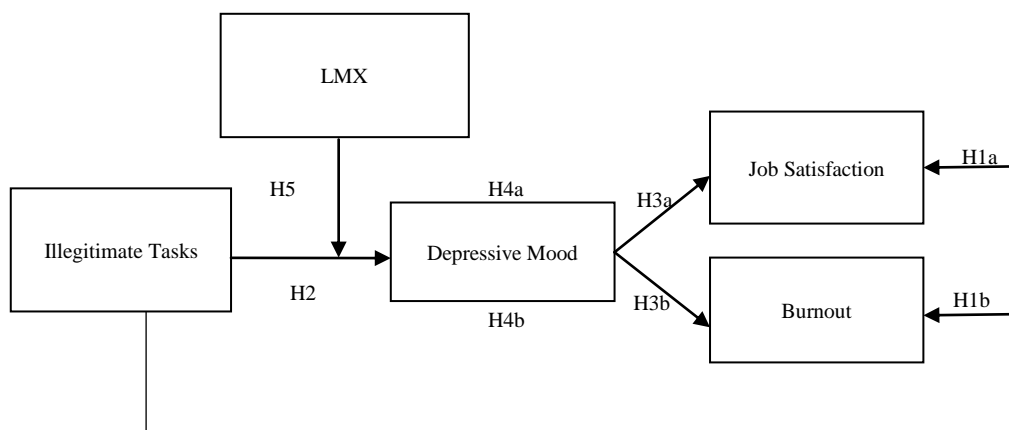 LMX
Job Satisfaction
H1a
H5
H4a
H3a
Illegitimate Tasks
Depressive Mood
H2
H4b
H3b
Burnout
H1b